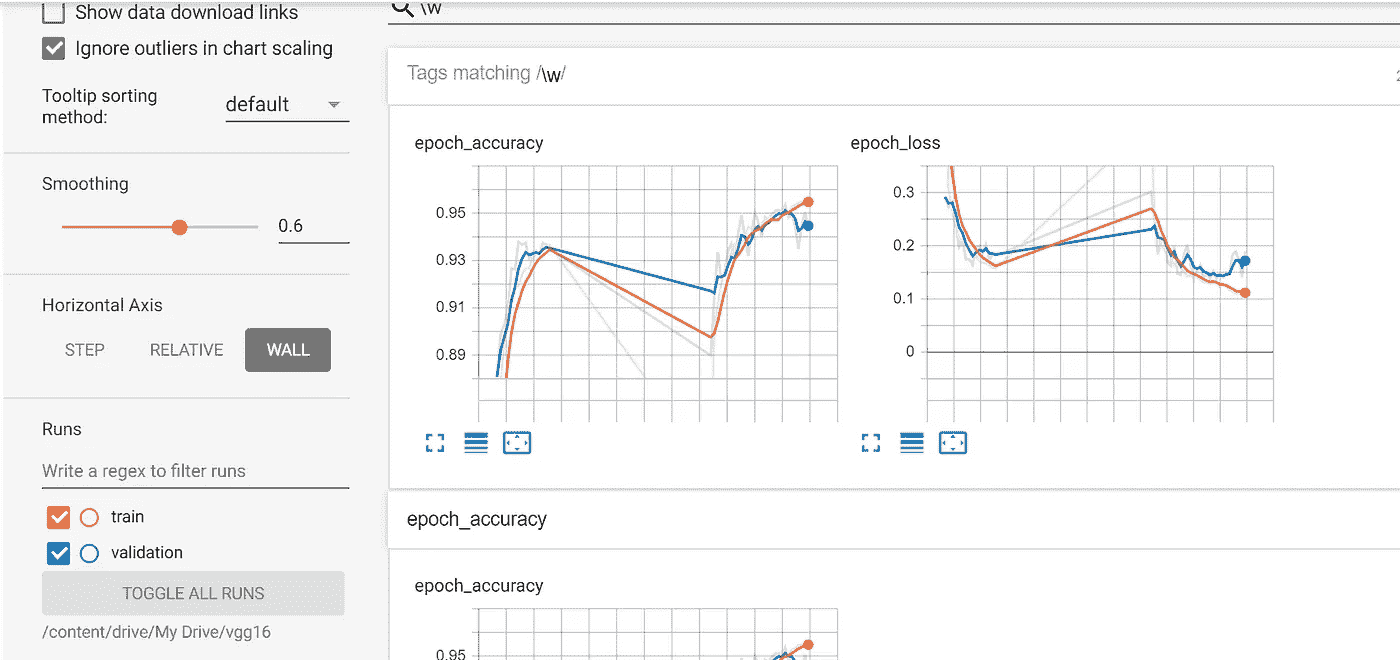 Show data download links
Ignore outliers in chart scaling
Tooltip sorting
method:
default
Smoothing
0.6
Horizontal Axis
STEP
RELATIVE
WALL
Runs
Write a regex to filter runs
train
validation
TOGGLE ALL RUNS
/content/drive/My Drive/vgg16
\w
Tags matching /\w/
epoch_accuracy
0.95
0.93
0.91
0.89
epoch_loss
0.3
0.2
0.1
0
epoch_accuracy
epoch_accuracy
0.95